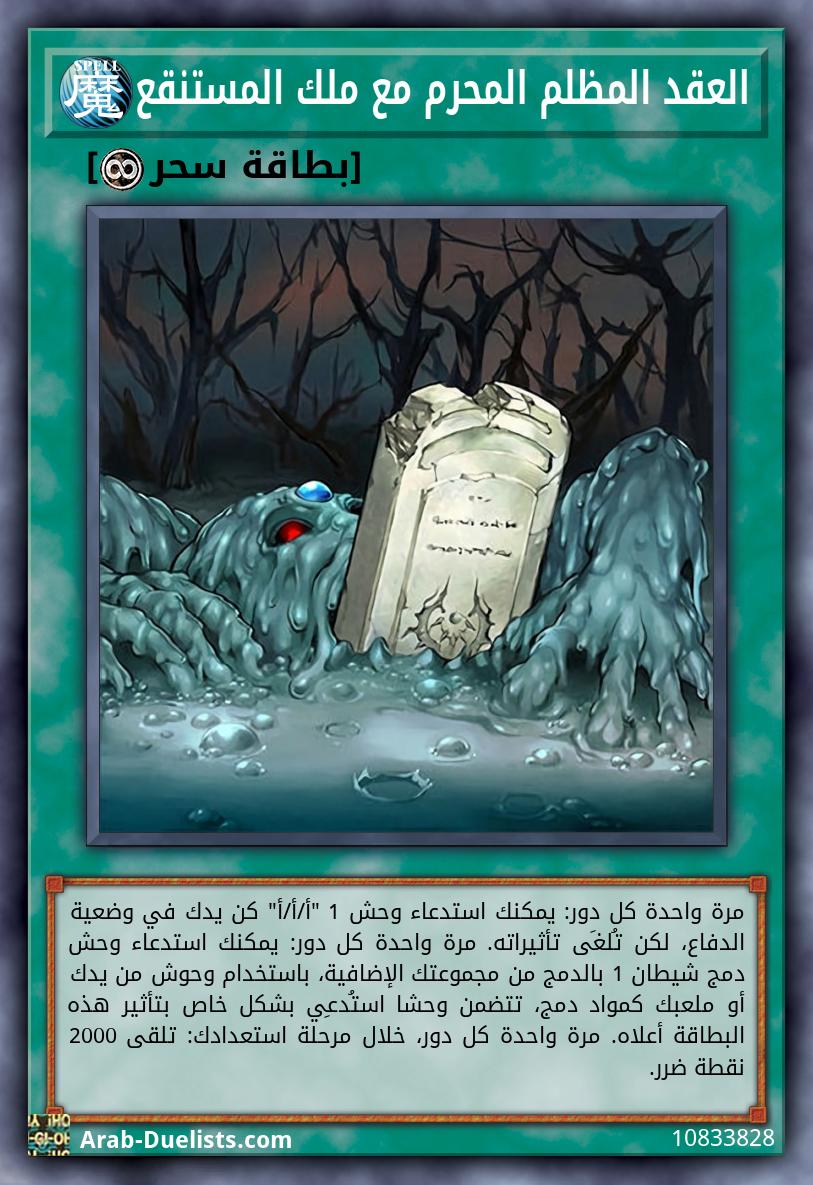 العقد المظلم المحرم مع ملك المستنقع
SPELL
魔
[بطاقة سحر]
مرة واحدة كل دور: يمكنك استدعاء وحش 1 "أ/أ/أ" كن يدك في وضعية
الدفاع، لكن تُلغَى تأثيراته. مرة واحدة كل دور: يمكنك استدعاء وحش
دمج شيطان 1 بالدمج من مجموعتك الإضافية، باستخدام وحوش من يدك
أو ملعبك كمواد دمج، تتضمن وحشا استُدعِي بشكل خاص بتأثير هذه
البطاقة أعلاه. مرة واحدة كل دور، خلال مرحلة استعدادك: تلقى 2000
نقطة ضرر.
Arab-Duelists.com
10833828